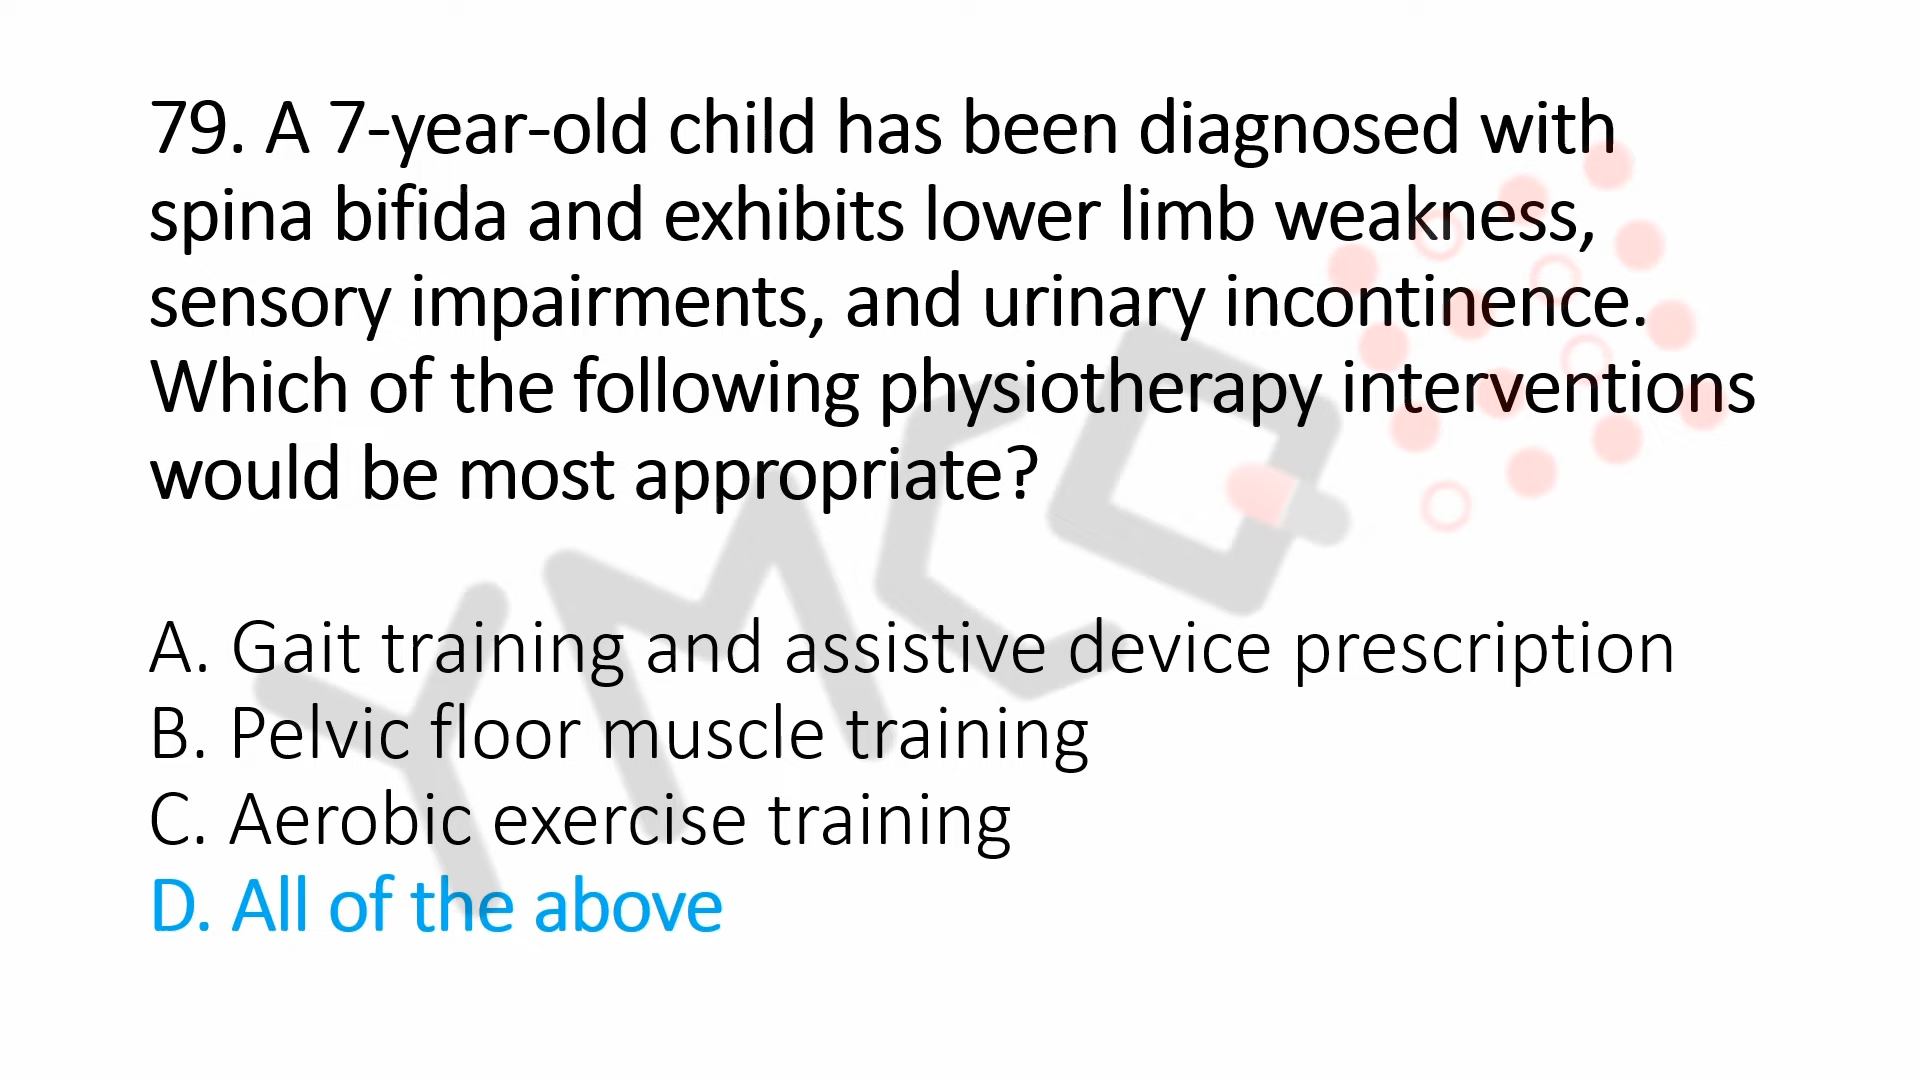 79. A 7-year-old child has been diagnosed with
spina bifida and exhibits lower limb weakness,
sensory impairments, and urinary incontinence.
Which of the following physiotherapy interventions
would be most appropriate?
A. Gait training and assistive device prescription
B. Pelvic floor muscle training
C. Aerobic exercise training
D. All of the above
YMCQ